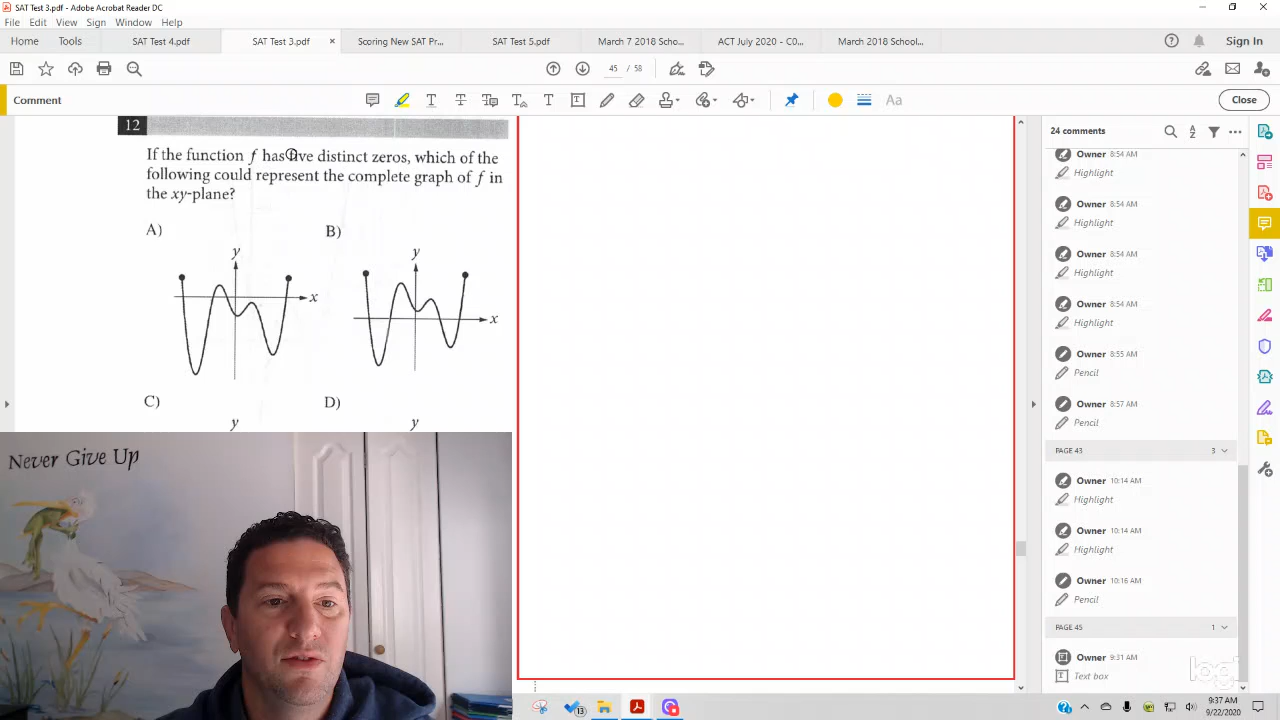 SAT Test 3.pdf - Adobe Acrobat Reader DC
File Edit View Sign Window Help
Home Tools SAT Test 4.pdf SAT Test 3.pdf × Scoring New SAT Pr... SAT Test 5.pdf March 7 2018 Scho... ACT July 2020 - C0... March 2018 School... Sign In
45 / 58
Comment Aa Close
12
If the function f has five distinct zeros, which of the
following could represent the complete graph of f in
the xy-plane?
A) B)
y y
x x
C) D)
y y
Never Give Up
24 comments
Owner 8:54 AM
Highlight
Owner 8:54 AM
Highlight
Owner 8:54 AM
Highlight
Owner 8:54 AM
Highlight
Owner 8:55 AM
Pencil
Owner 8:57 AM
Pencil
PAGE 43 3
Owner 10:14 AM
Highlight
Owner 10:14 AM
Highlight
Owner 10:16 AM
Pencil
PAGE 45 1
Owner 9:31 AM
Text box
13
9:37 AM
9/22/2020